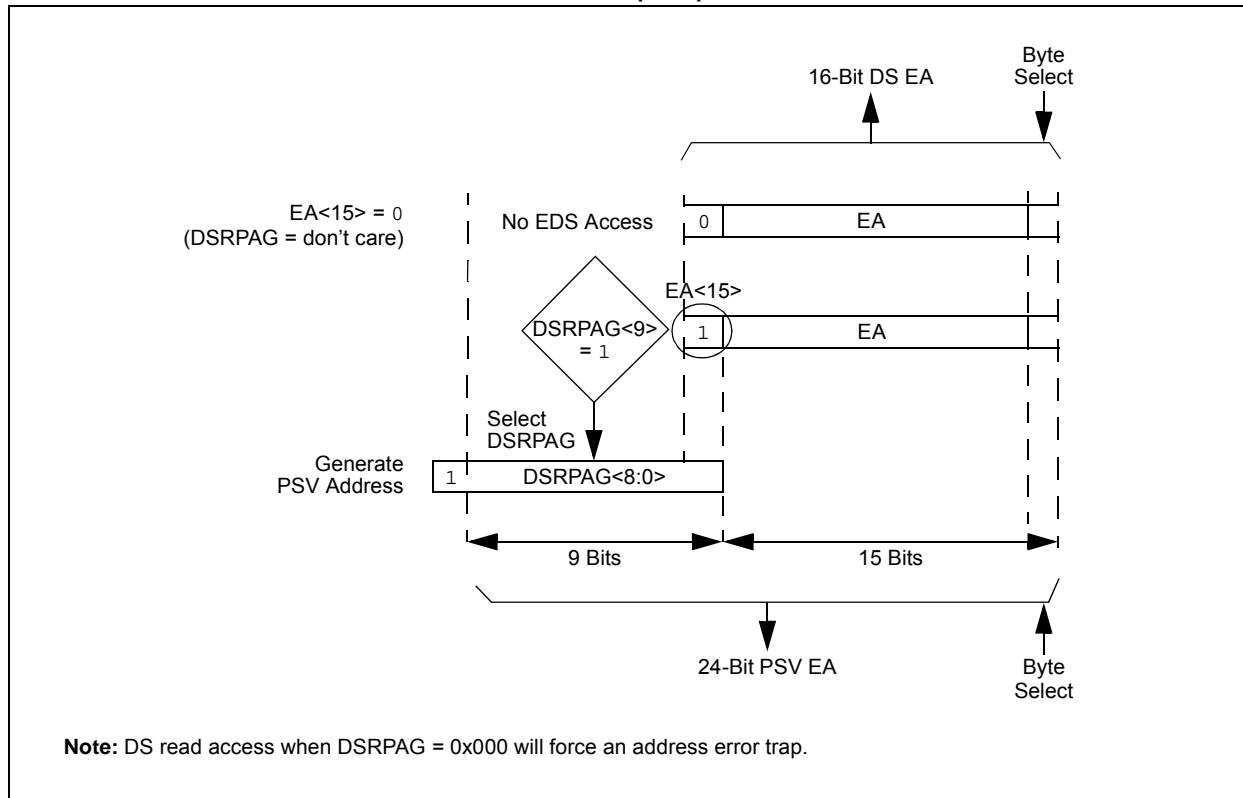 16-Bit DS EA
Byte
Select
EA<15> = 0
(DSRPAG = don't care)
No EDS Access
0
EA
EA<15>
DSRPAG<9>
= 1
1
EA
Select
DSRPAG
Generate
PSV Address
1
DSRPAG<8:0>
9 Bits
15 Bits
24-Bit PSV EA
Byte
Select
Note: DS read access when DSRPAG = 0x000 will force an address error trap.